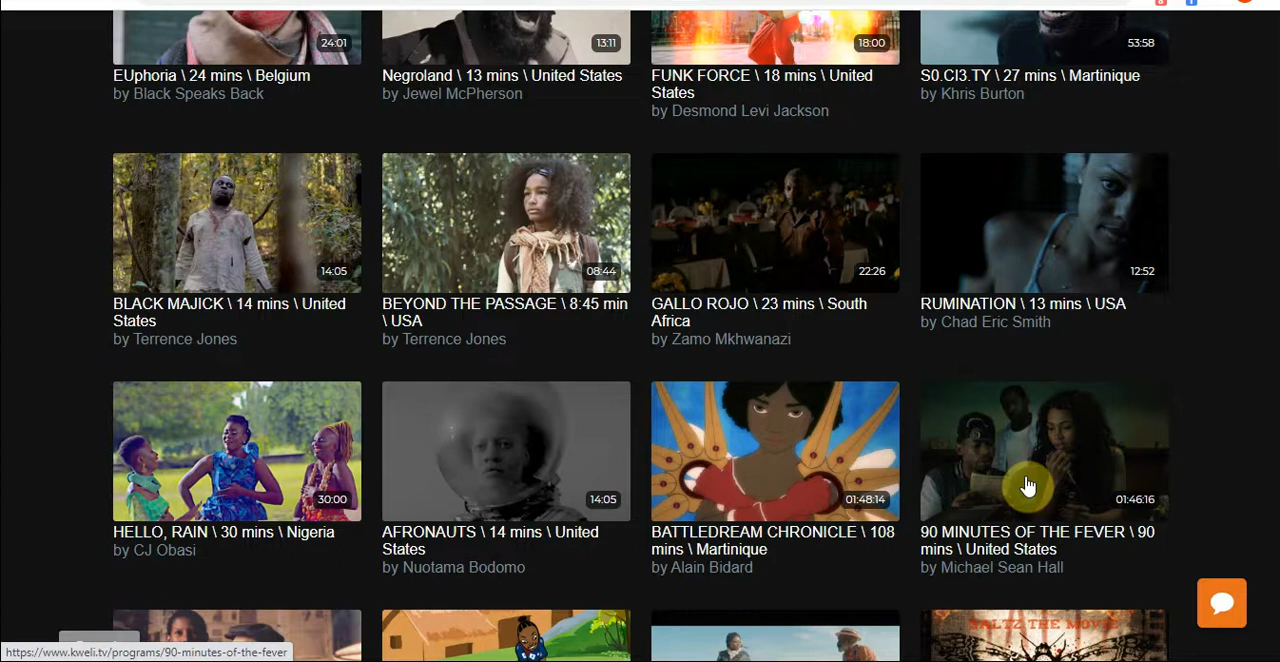 24:01
13:11
18:00
53:58
EUphoria \ 24 mins \ Belgium
by Black Speaks Back
Negroland \ 13 mins \ United States
by Jewel McPherson
FUNK FORCE \ 18 mins \ United
States
by Desmond Levi Jackson
S0.CI3.TY \ 27 mins \ Martinique
by Khris Burton
14:05
08:44
22:26
12:52
BLACK MAJICK \ 14 mins \ United
States
by Terrence Jones
BEYOND THE PASSAGE \ 8:45 min
\ USA
by Terrence Jones
GALLO ROJO \ 23 mins \ South
Africa
by Zamo Mkhwanazi
RUMINATION \ 13 mins \ USA
by Chad Eric Smith
30:00
14:05
01:48:14
01:46:16
HELLO, RAIN \ 30 mins \ Nigeria
by CJ Obasi
AFRONAUTS \ 14 mins \ United
States
by Nuotama Bodomo
BATTLEDREAM CHRONICLE \ 108
mins \ Martinique
by Alain Bidard
90 MINUTES OF THE FEVER \ 90
mins \ United States
by Michael Sean Hall
SALTZ THE MOVIE
https://www.kweli.tv/programs/90-minutes-of-the-fever